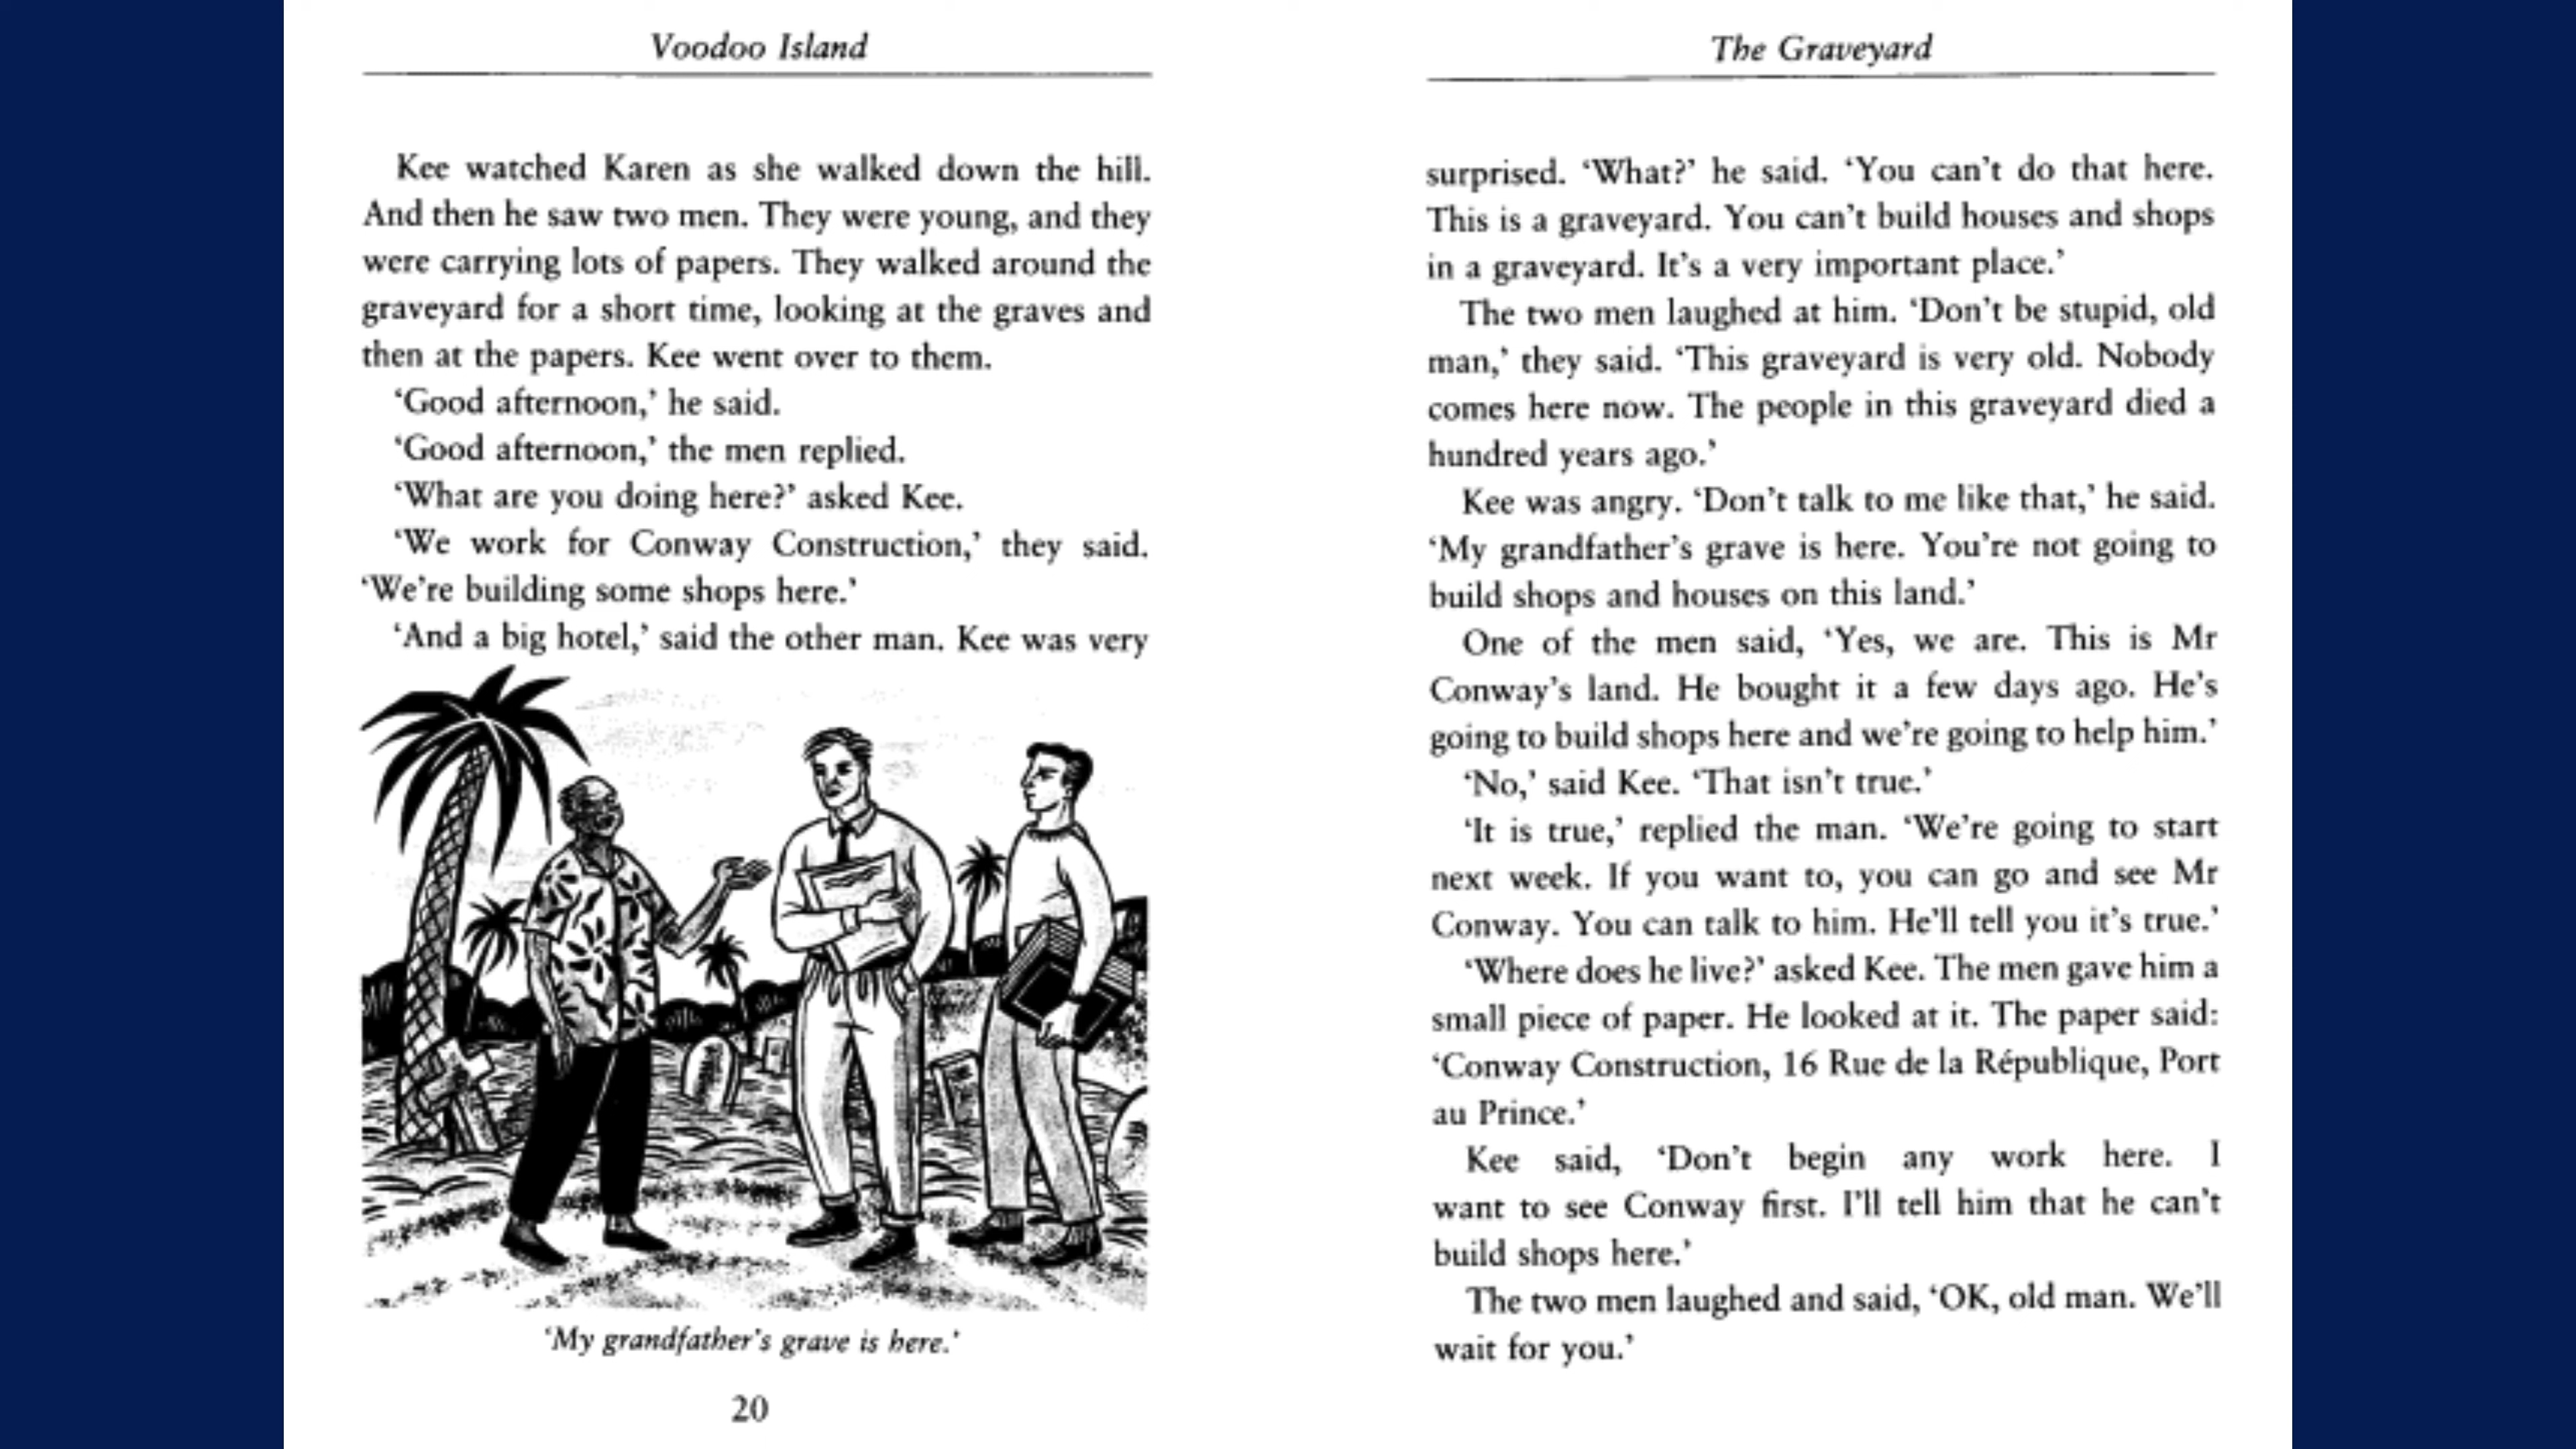 Voodoo Island
Kee watched Karen as she walked down the hill.
And then he saw two men. They were young, and they
were carrying lots of papers. They walked around the
graveyard for a short time, looking at the graves and
then at the papers. Kee went over to them.
‘Good afternoon,’ he said.
‘Good afternoon,’ the men replied.
‘What are you doing here?’ asked Kee.
‘We work for Conway Construction,’ they said.
‘We’re building some shops here.’
‘And a big hotel,’ said the other man. Kee was very
‘My grandfather’s grave is here.’
20
The Graveyard
surprised. ‘What?’ he said. ‘You can’t do that here.
This is a graveyard. You can’t build houses and shops
in a graveyard. It’s a very important place.’
The two men laughed at him. ‘Don’t be stupid, old
man,’ they said. ‘This graveyard is very old. Nobody
comes here now. The people in this graveyard died a
hundred years ago.’
Kee was angry. ‘Don’t talk to me like that,’ he said.
‘My grandfather’s grave is here. You’re not going to
build shops and houses on this land.’
One of the men said, ‘Yes, we are. This is Mr
Conway’s land. He bought it a few days ago. He’s
going to build shops here and we’re going to help him.’
‘No,’ said Kee. ‘That isn’t true.’
‘It is true,’ replied the man. ‘We’re going to start
next week. If you want to, you can go and see Mr
Conway. You can talk to him. He’ll tell you it’s true.’
‘Where does he live?’ asked Kee. The men gave him a
small piece of paper. He looked at it. The paper said:
‘Conway Construction, 16 Rue de la République, Port
au Prince.’
Kee said, ‘Don’t begin any work here. I
want to see Conway first. I’ll tell him that he can’t
build shops here.’
The two men laughed and said, ‘OK, old man. We’ll
wait for you.’